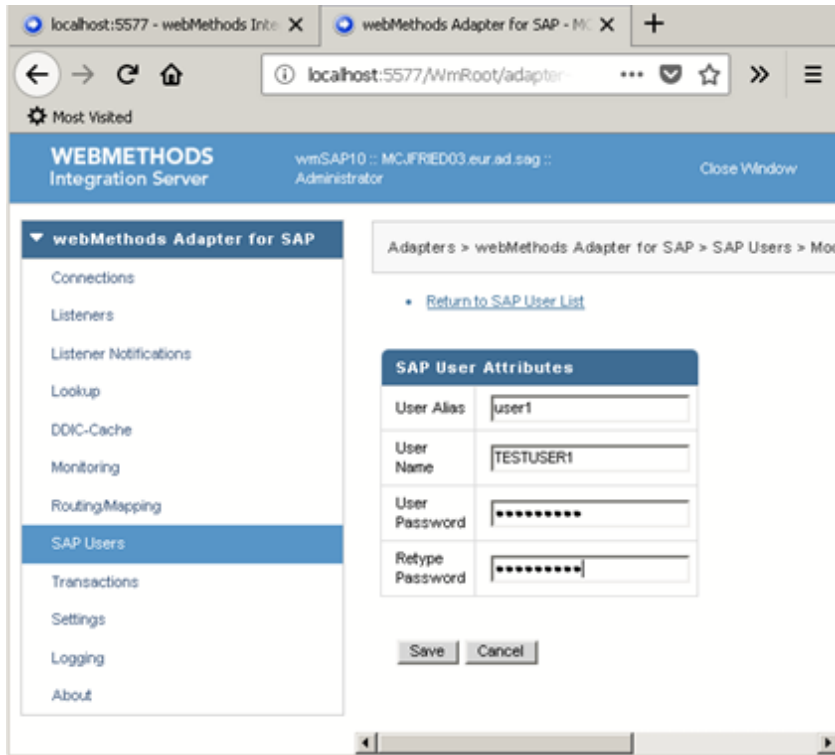 localhost:5577 - webMethods Inte
webMethods Adapter for SAP - MC
localhost:5577/WmRoot/adapter-
Most Visited
WEBMETHODS
Integration Server
wmSAP10 :: MCJFRIED03.eur.ad.sag ::
Administrator
Close Window
webMethods Adapter for SAP
Connections
Listeners
Listener Notifications
Lookup
DDIC-Cache
Monitoring
Routing/Mapping
SAP Users
Transactions
Settings
Logging
About
Adapters > webMethods Adapter for SAP > SAP Users > Mod
Return to SAP User List
SAP User Attributes
User Alias user1
User
Name
TESTUSER1
User
Password
•••••••••
Retype
Password
•••••••••
Save Cancel